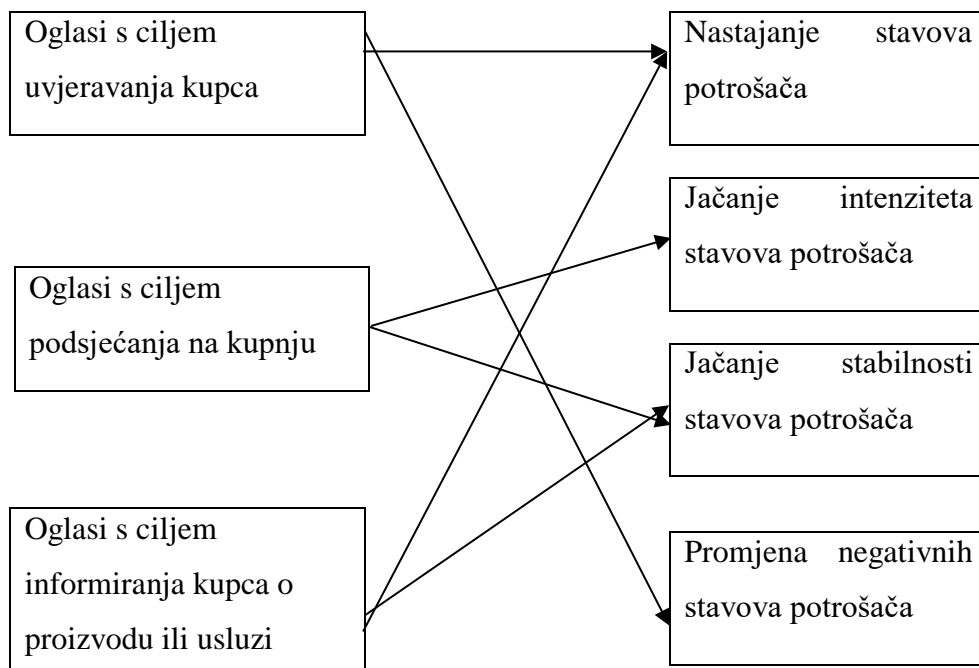 Oglasi s ciljem
uvjeravanja kupca
Oglasi s ciljem
podsjećanja na kupnju
Oglasi s ciljem
informiranja kupca o
proizvodu ili usluzi
Nastajanje stavova
potrošača
Jačanje intenziteta
stavova potrošača
Jačanje stabilnosti
stavova potrošača
Promjena negativnih
stavova potrošača